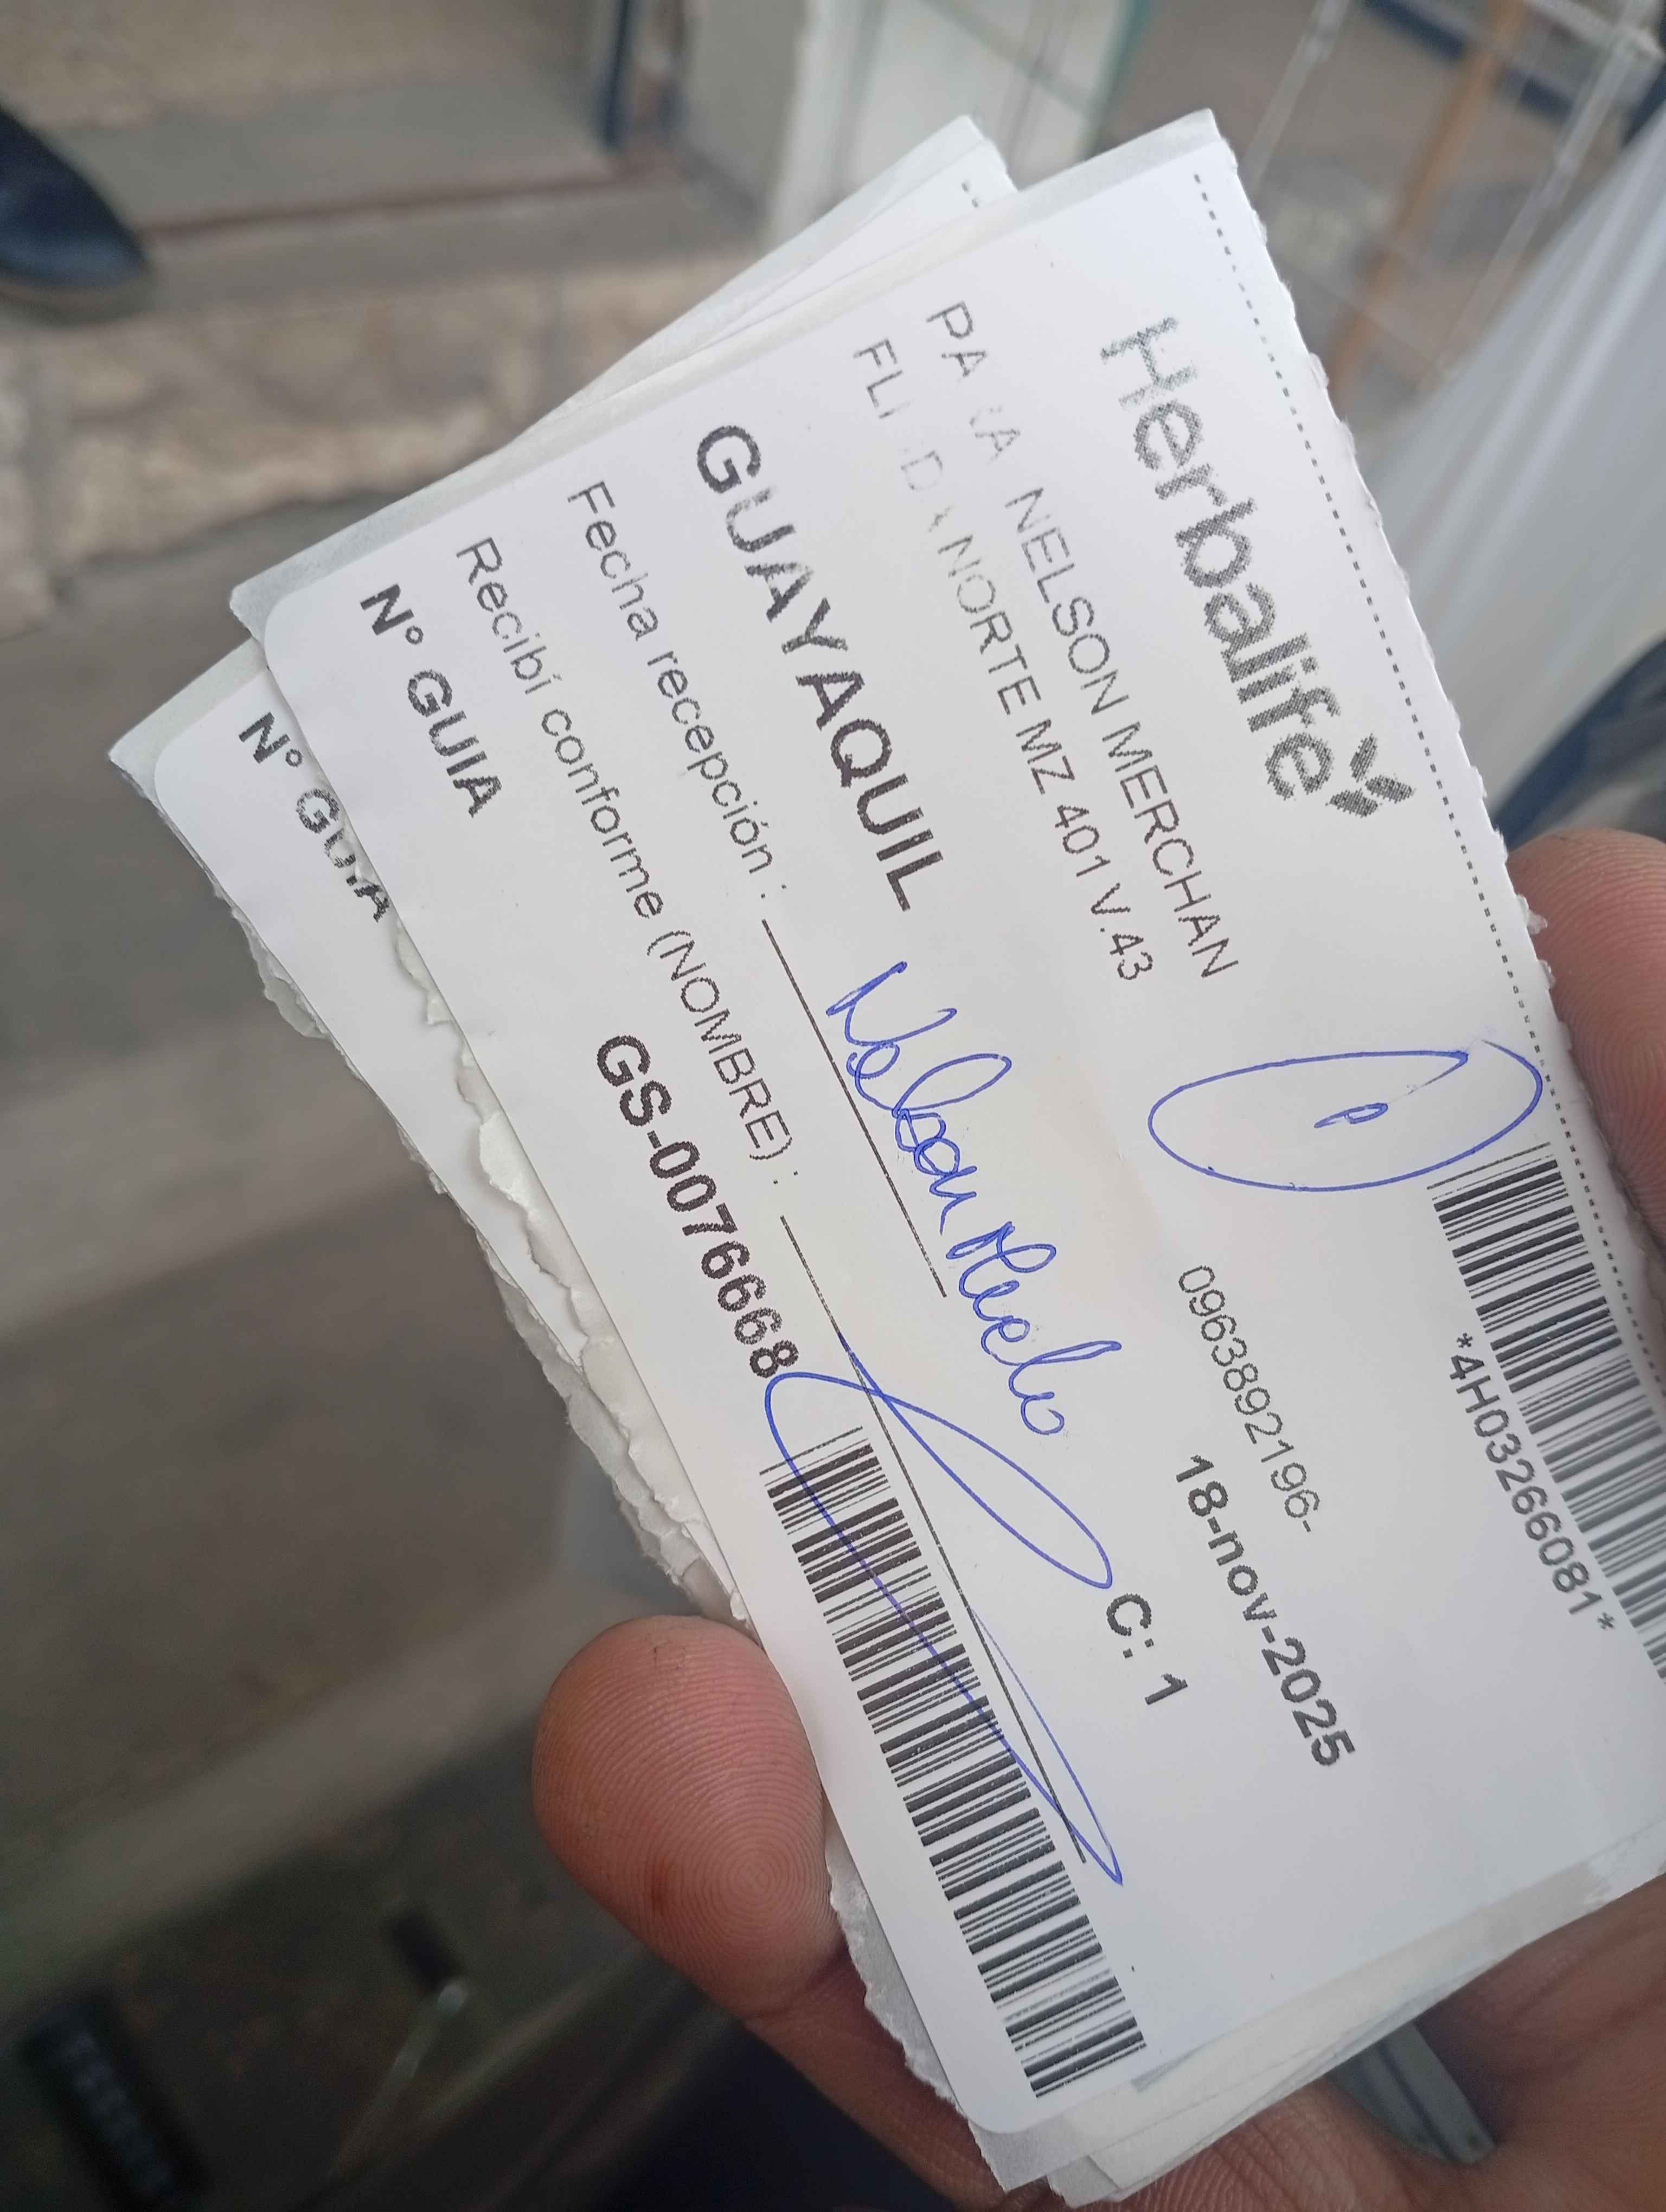 Herbalife
*4H03266081*
NELSON MERCHAN
0963892196-
NORTE MZ 401 V.43
18-nov-2025
GUAYAQUIL
C: 1
Nelson
Fecha recepción :
Recibí conforme (NOMBRE) :
N° GUIA
GS-0076668
N° GUIA